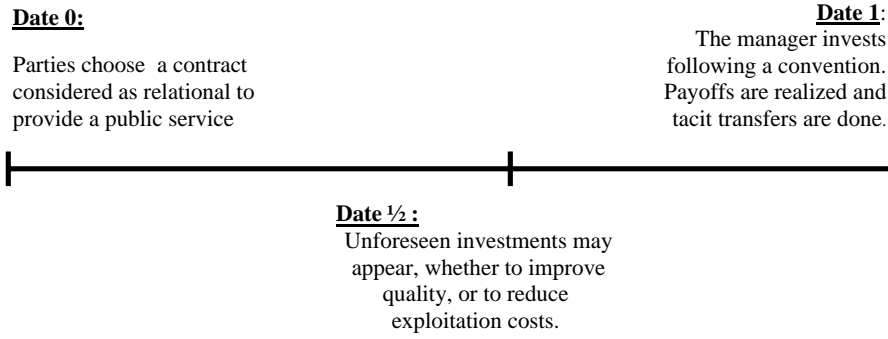 Date 0:
Parties choose a contract
considered as relational to
provide a public service
Date 1:
The manager invests
following a convention.
Payoffs are realized and
tacit transfers are done.
Date ½ :
Unforeseen investments may
appear, whether to improve
quality, or to reduce
exploitation costs.